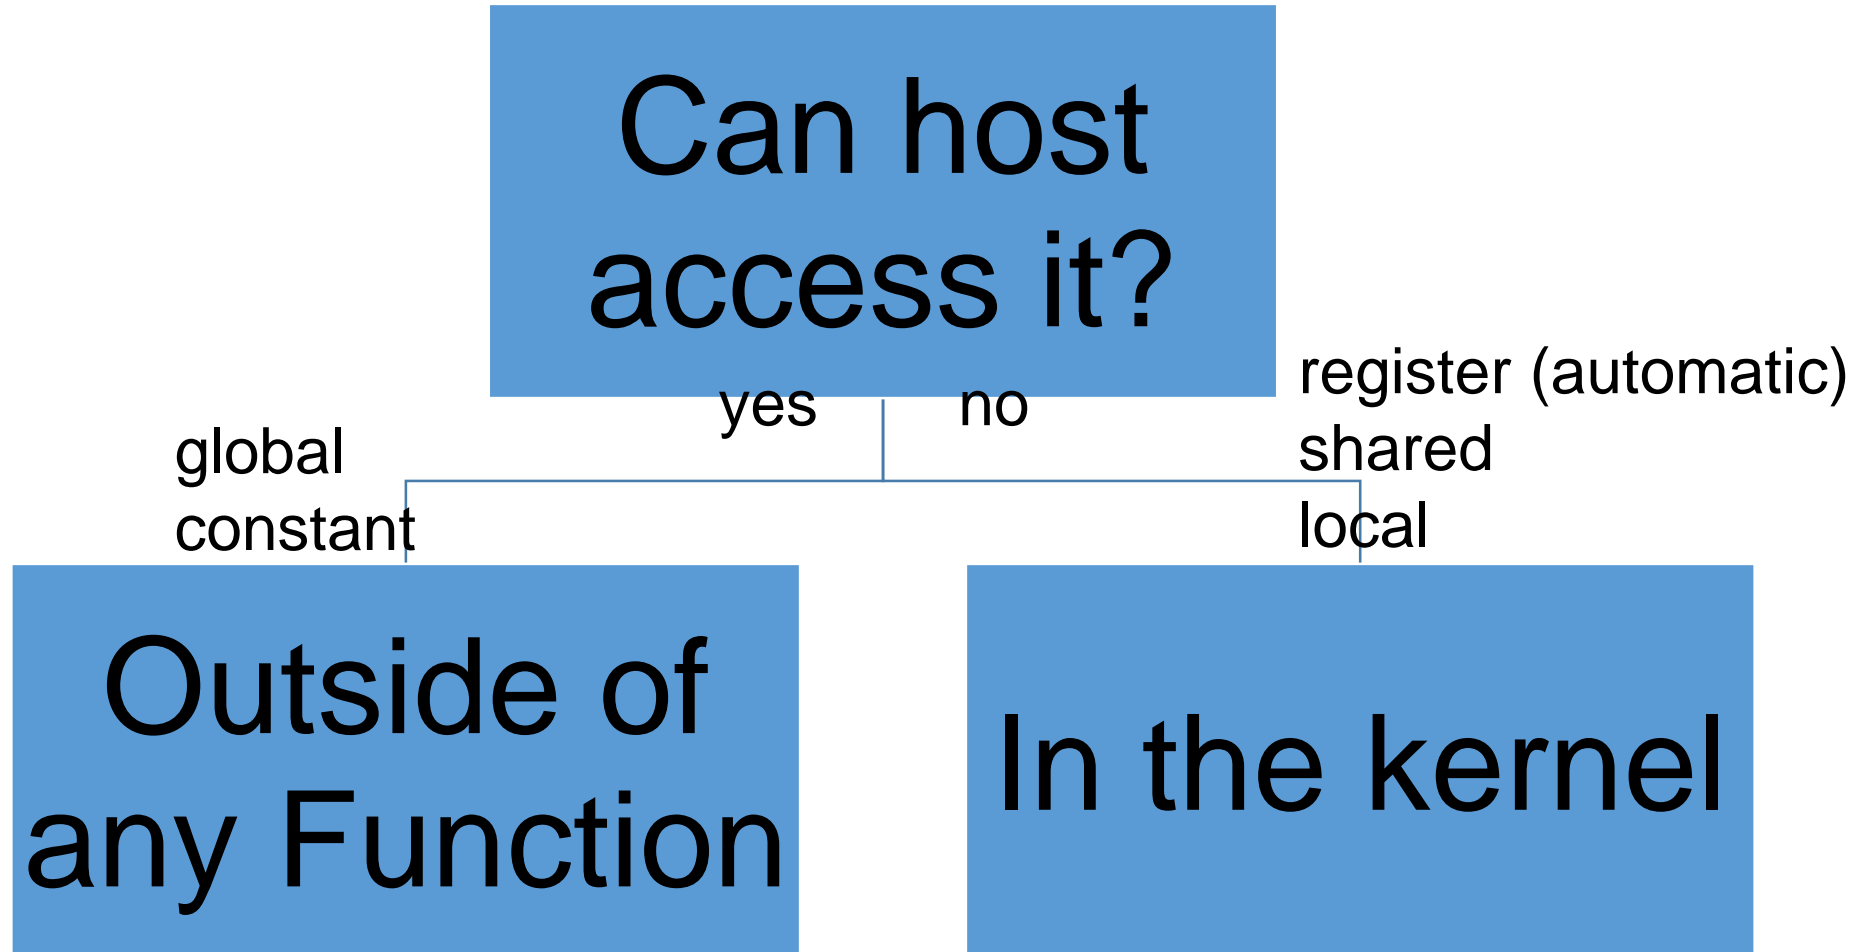 Can host
access it?
yes
no
global
constant
register (automatic)
shared
local
Outside of
any Function
In the kernel